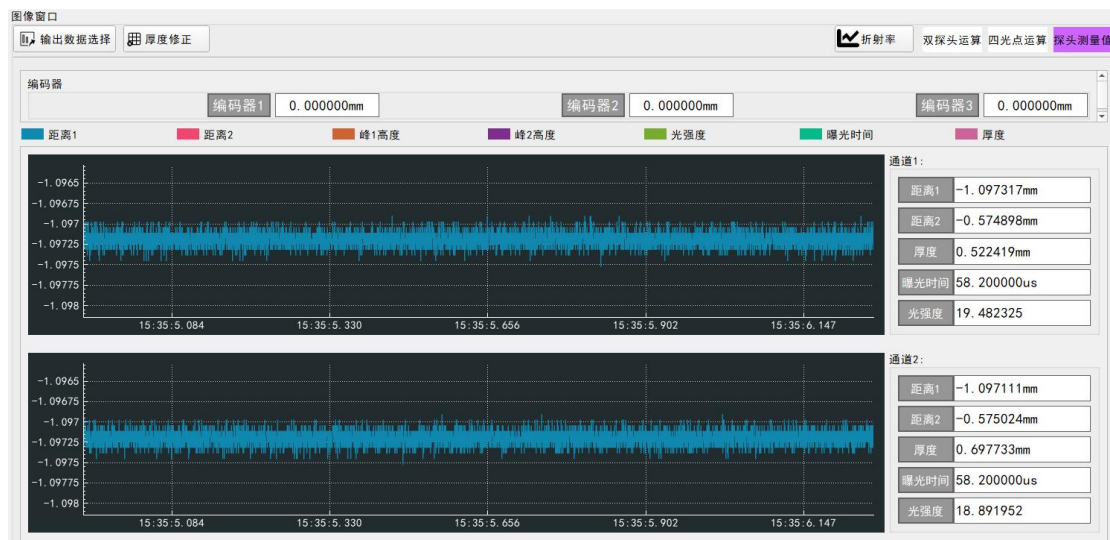 图像窗口
输出数据选择 厚度修正 折射率 双探头运算 四光点运算 探头测量值
编码器
编码器1 0.000000mm 编码器2 0.000000mm 编码器3 0.000000mm
距离1 距离2 峰1高度 峰2高度 光强度 曝光时间 厚度
通道1:
-1.0965
-1.09675
-1.097
-1.09725
-1.0975
-1.09775
-1.098
15:35:5.084 15:35:5.330 15:35:5.656 15:35:5.902 15:35:6.147
距离1 -1.097317mm
距离2 -0.574898mm
厚度 0.522419mm
曝光时间 58.200000us
光强度 19.482325
通道2:
-1.0965
-1.09675
-1.097
-1.09725
-1.0975
-1.09775
-1.098
15:35:5.084 15:35:5.330 15:35:5.656 15:35:5.902 15:35:6.147
距离1 -1.097111mm
距离2 -0.575024mm
厚度 0.697733mm
曝光时间 58.200000us
光强度 18.891952